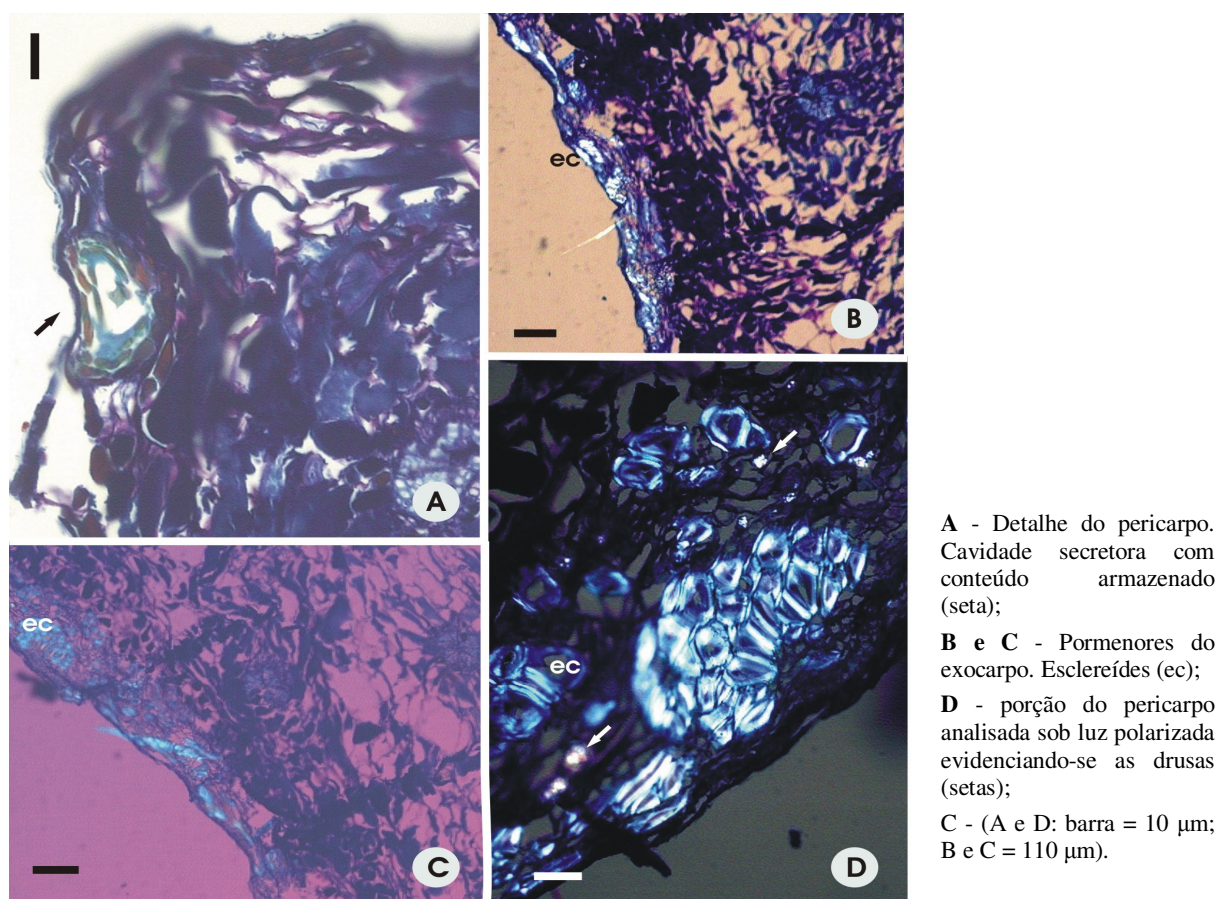 ec
B
A
ec
C
ec
D
A - Detalhe do pericarpo.
Cavidade secretora com
conteúdo armazenado
(seta);
B e C - Pormenores do
exocarpo. Esclereídes (ec);
D - porção do pericarpo
analisada sob luz polarizada
evidenciando-se as drusas
(setas);
C - (A e D: barra = 10 µm;
B e C = 110 µm).